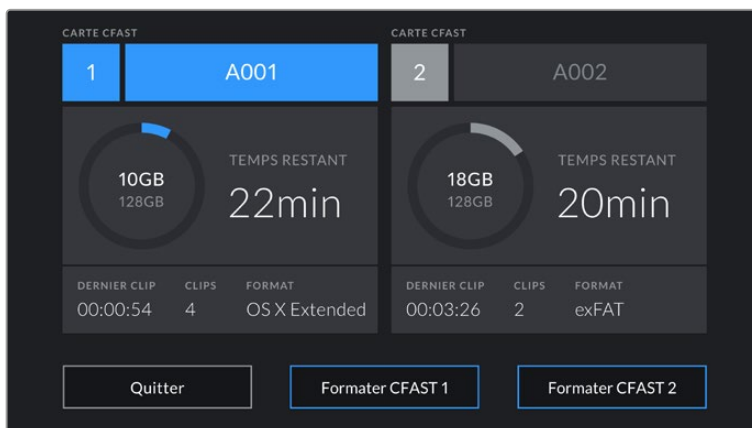 CARTE CFAST
1
A001
10GB
128GB
TEMPS RESTANT
22min
DERNIER CLIP
CLIPS
FORMAT
00:00:54
4
OS X Extended
CARTE CFAST
2
A002
18GB
128GB
TEMPS RESTANT
20min
DERNIER CLIP
CLIPS
FORMAT
00:03:26
2
exFAT
Quitter
Formater CFAST 1
Formater CFAST 2